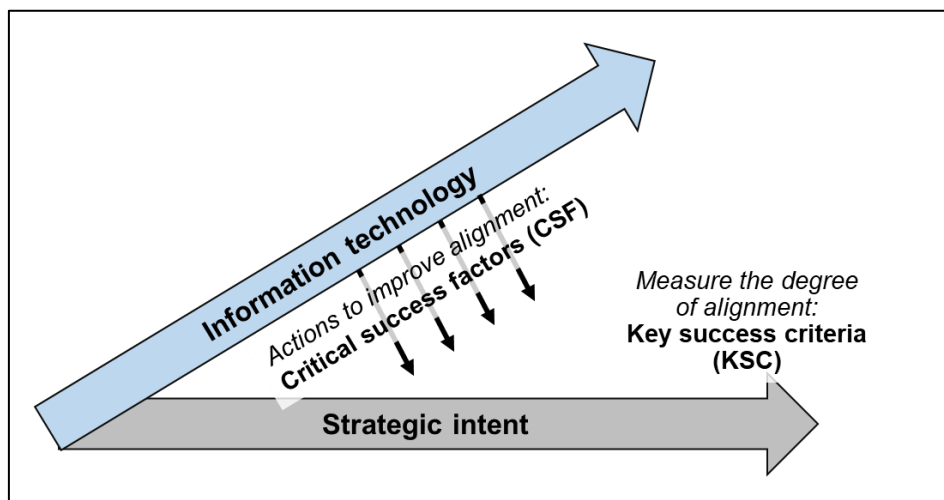 Information technology
Actions to improve alignment:
Critical success factors (CSF)
Measure the degree
of alignment:
Key success criteria
(KSC)
Strategic intent